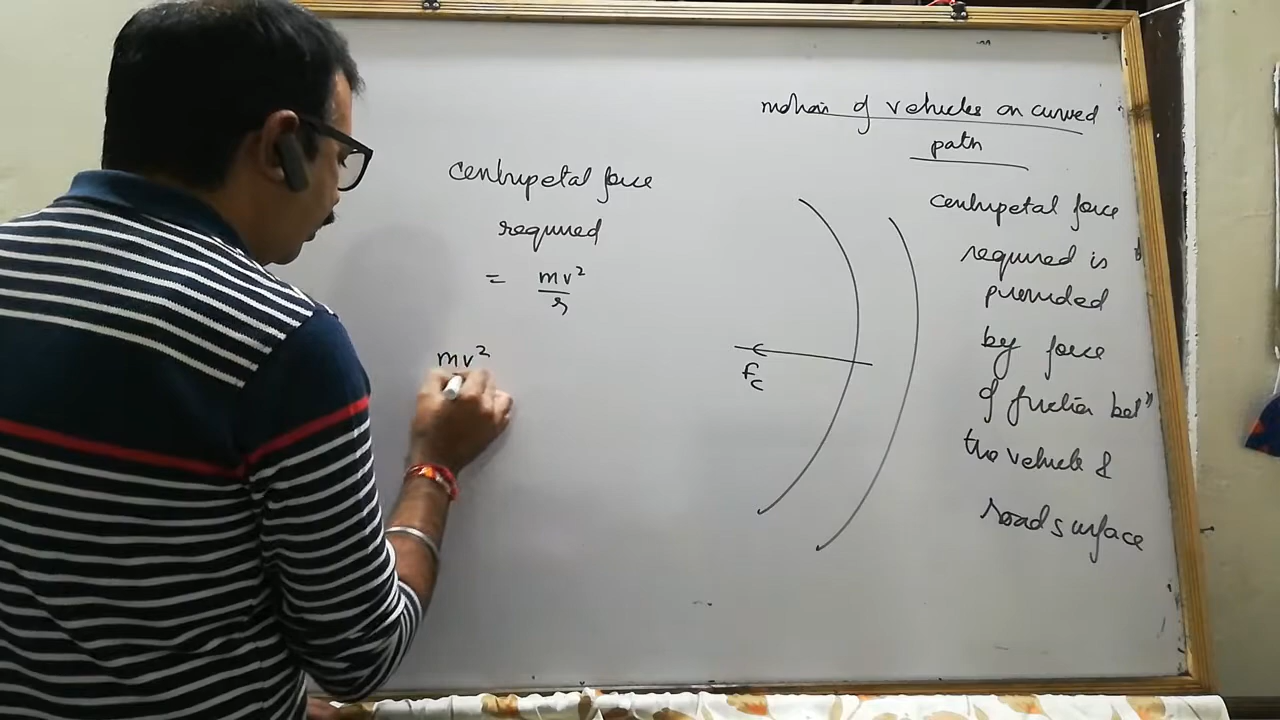 motion of vehicles on curved
path
centripetal force
required
= mv²/r
mv²
fc
centripetal force
required is
provided
by force
of friction betⁿ
the vehicle &
road surface